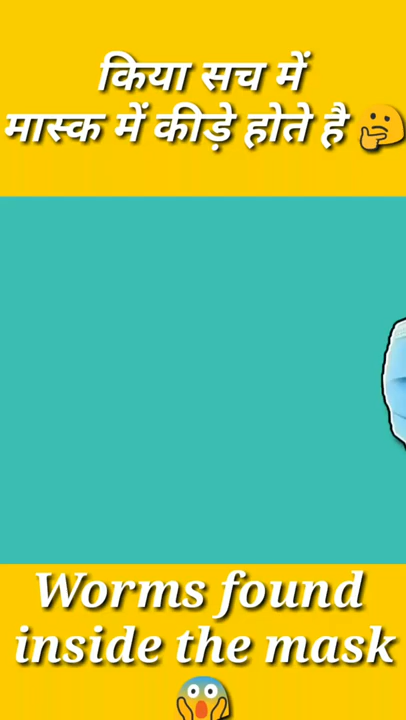 किया सच में
मास्क में कीड़े होते है 🤔
Worms found
inside the mask
😱